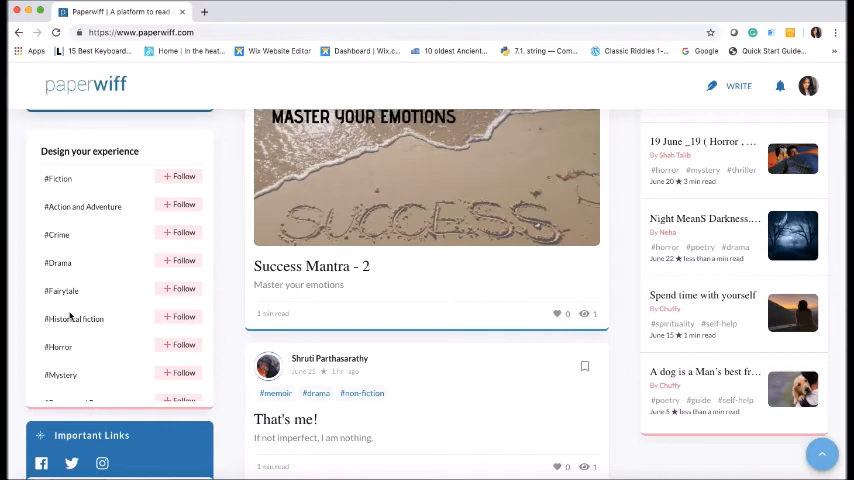 Paperwiff | A platform to read
https://www.paperwiff.com
Apps
15 Best Keyboard...
Home | In the heat...
Wix Website Editor
Dashboard | Wix.c...
10 oldest Ancient...
7.1. string — Com...
Classic Riddles 1-...
Google
Quick Start Guide...
paperwiff
WRITE
Design your experience
#Fiction
+ Follow
#Action and Adventure
+ Follow
#Crime
+ Follow
#Drama
+ Follow
#Fairytale
+ Follow
#Historical fiction
+ Follow
#Horror
+ Follow
#Mystery
+ Follow
Important Links
MASTER YOUR EMOTIONS
SUCCESS
Success Mantra - 2
Master your emotions
1 min read
0
1
Shruti Parthasarathy
June 25 ★ 1 hr ago
#memoir #drama #non-fiction
That's me!
If not imperfect, I am nothing.
1 min read
0
1
19 June _19 ( Horror , ...
By Shah Talib
#horror #mystery #thriller
June 20 ★ 3 min read
Night MeanS Darkness....
By Neha
#horror #poetry #drama
June 22 ★ less than a min read
Spend time with yourself
By Chuffy
#spirituality #self-help
June 15 ★ 1 min read
A dog is a Man's best fr...
By Chuffy
#poetry #guide #self-help
June 5 ★ less than a min read